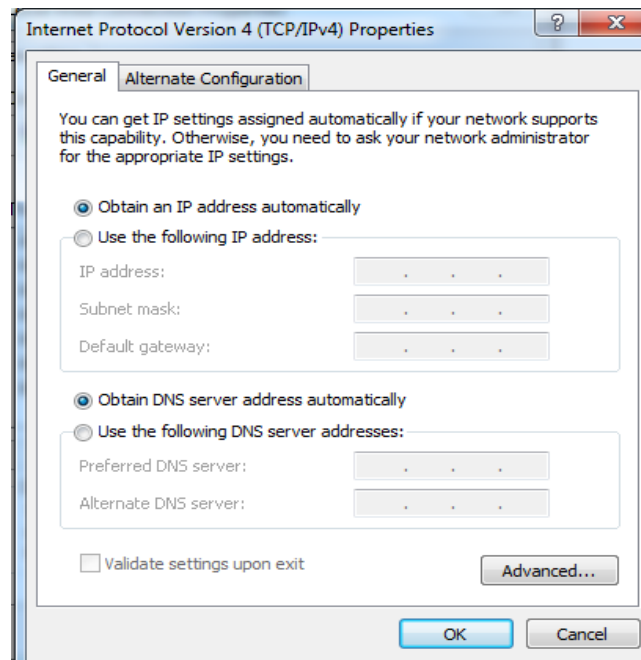 Internet Protocol Version 4 (TCP/IPv4) Properties
General
Alternate Configuration
You can get IP settings assigned automatically if your network supports
this capability. Otherwise, you need to ask your network administrator
for the appropriate IP settings.
Obtain an IP address automatically
Use the following IP address:
IP address:
Subnet mask:
Default gateway:
Obtain DNS server address automatically
Use the following DNS server addresses:
Preferred DNS server:
Alternate DNS server:
Validate settings upon exit
Advanced...
OK
Cancel